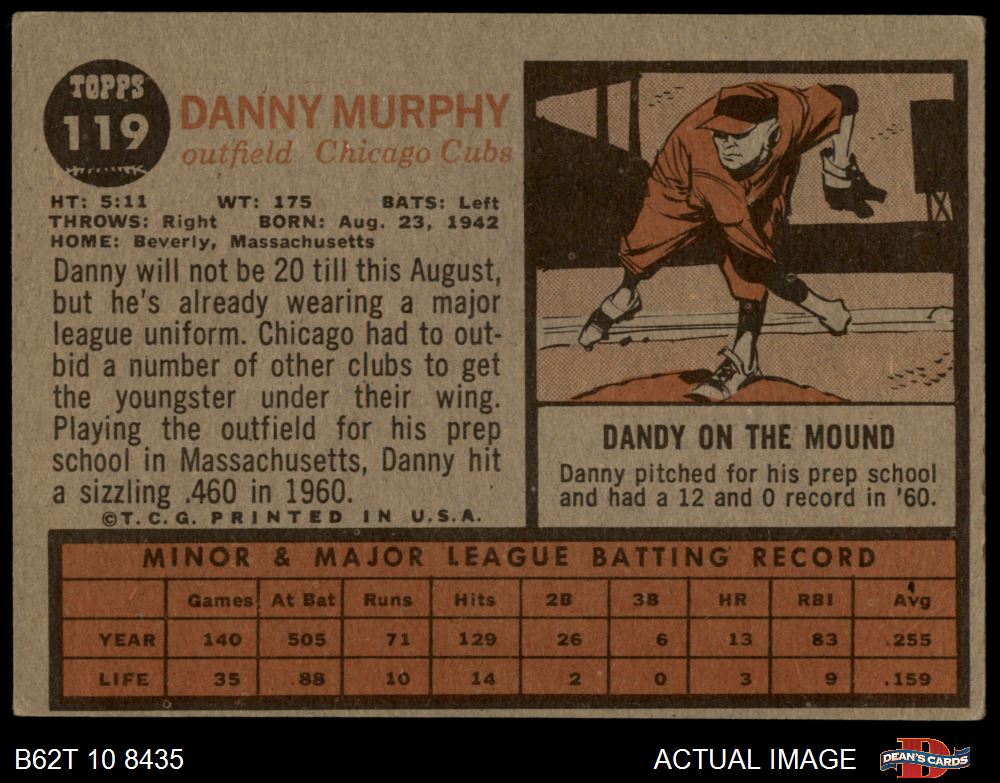 TOPPS
119
DANNY MURPHY
outfield Chicago Cubs
HT: 5:11 WT: 175 BATS: Left
THROWS: Right BORN: Aug. 23, 1942
HOME: Beverly, Massachusetts
Danny will not be 20 till this August,
but he's already wearing a major
league uniform. Chicago had to out-
bid a number of other clubs to get
the youngster under their wing.
Playing the outfield for his prep
school in Massachusetts, Danny hit
a sizzling .460 in 1960.
©T.C.G. PRINTED IN U.S.A.
DANDY ON THE MOUND
Danny pitched for his prep school
and had a 12 and 0 record in '60.
MINOR & MAJOR LEAGUE BATTING RECORD
Games At Bat Runs Hits 2B 3B HR RBI Avg
YEAR 140 505 71 129 26 6 13 83 .255
LIFE 35 88 10 14 2 0 3 9 .159
B62T 10 8435
ACTUAL IMAGE
DEAN'S CARDS